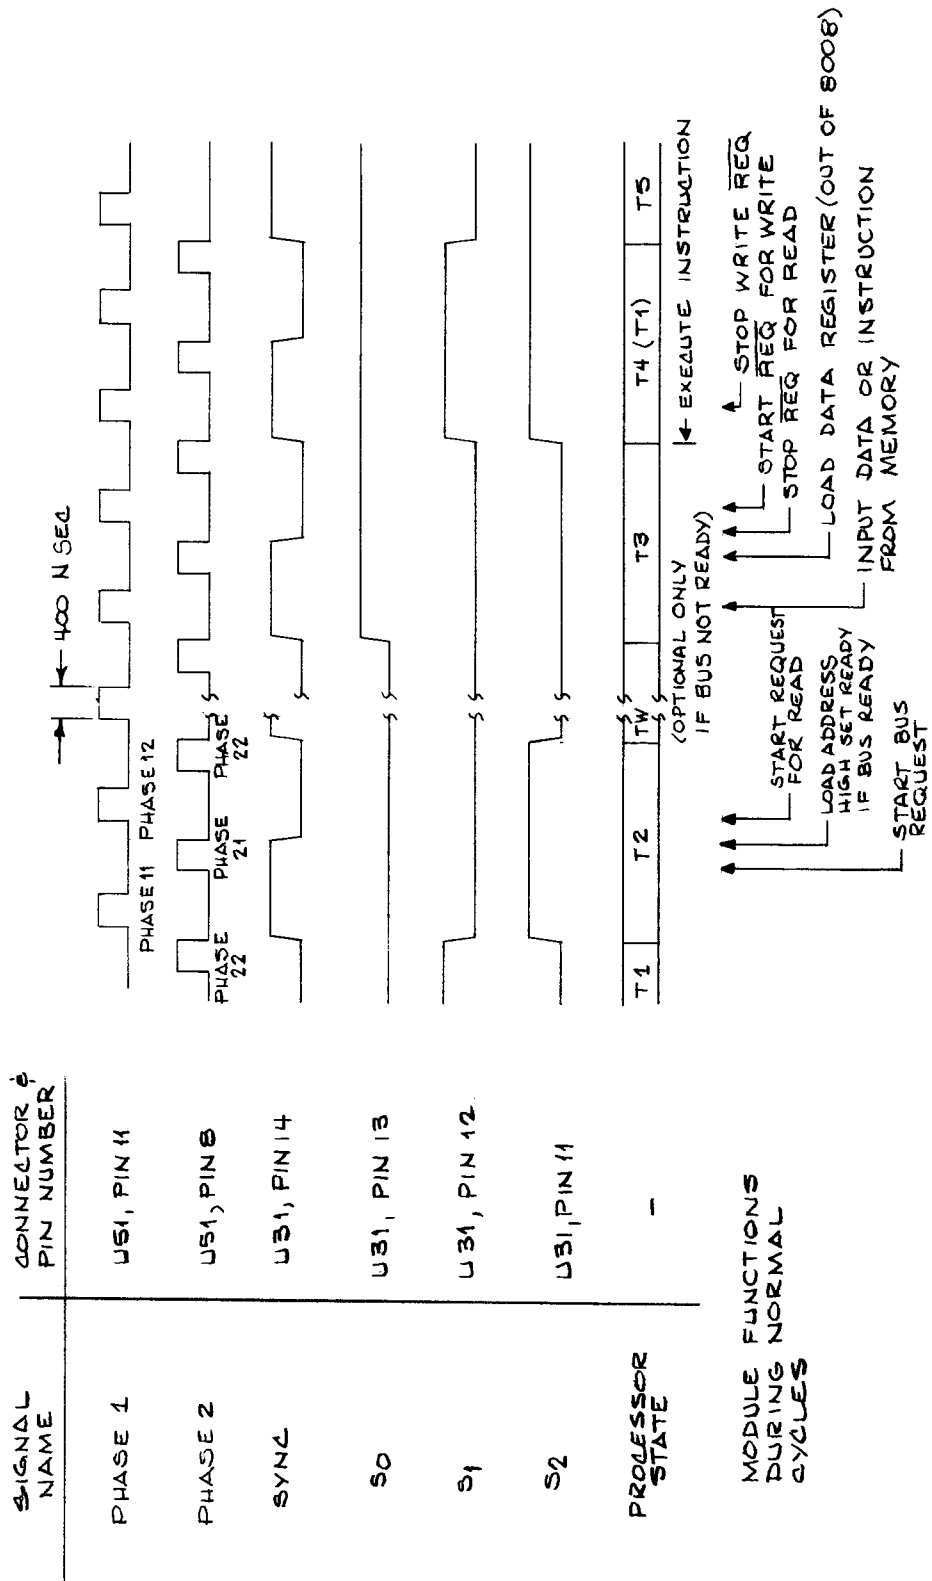 SIGNAL
NAME
CONNECTOR &
PIN NUMBER
PHASE 1
U51, PIN 11
PHASE 2
U51, PIN 8
SYNC
U31, PIN 14
S0
U31, PIN 13
S1
U31, PIN 12
S2
U31, PIN 11
PROCESSOR
STATE
–
MODULE FUNCTIONS
DURING NORMAL
CYCLES
400 N SEC
PHASE 11
PHASE 12
PHASE
22
PHASE
21
PHASE
22
T1
T2
TW
T3
T4 (T1)
T5
(OPTIONAL ONLY
IF BUS NOT READY)
EXECUTE INSTRUCTION
START REQUEST
FOR READ
LOAD ADDRESS
HIGH SET READY
IF BUS READY
START BUS
REQUEST
STOP WRITE REQ
START REQ FOR WRITE
STOP REQ FOR READ
LOAD DATA REGISTER (OUT OF 8008)
INPUT DATA OR INSTRUCTION
FROM MEMORY